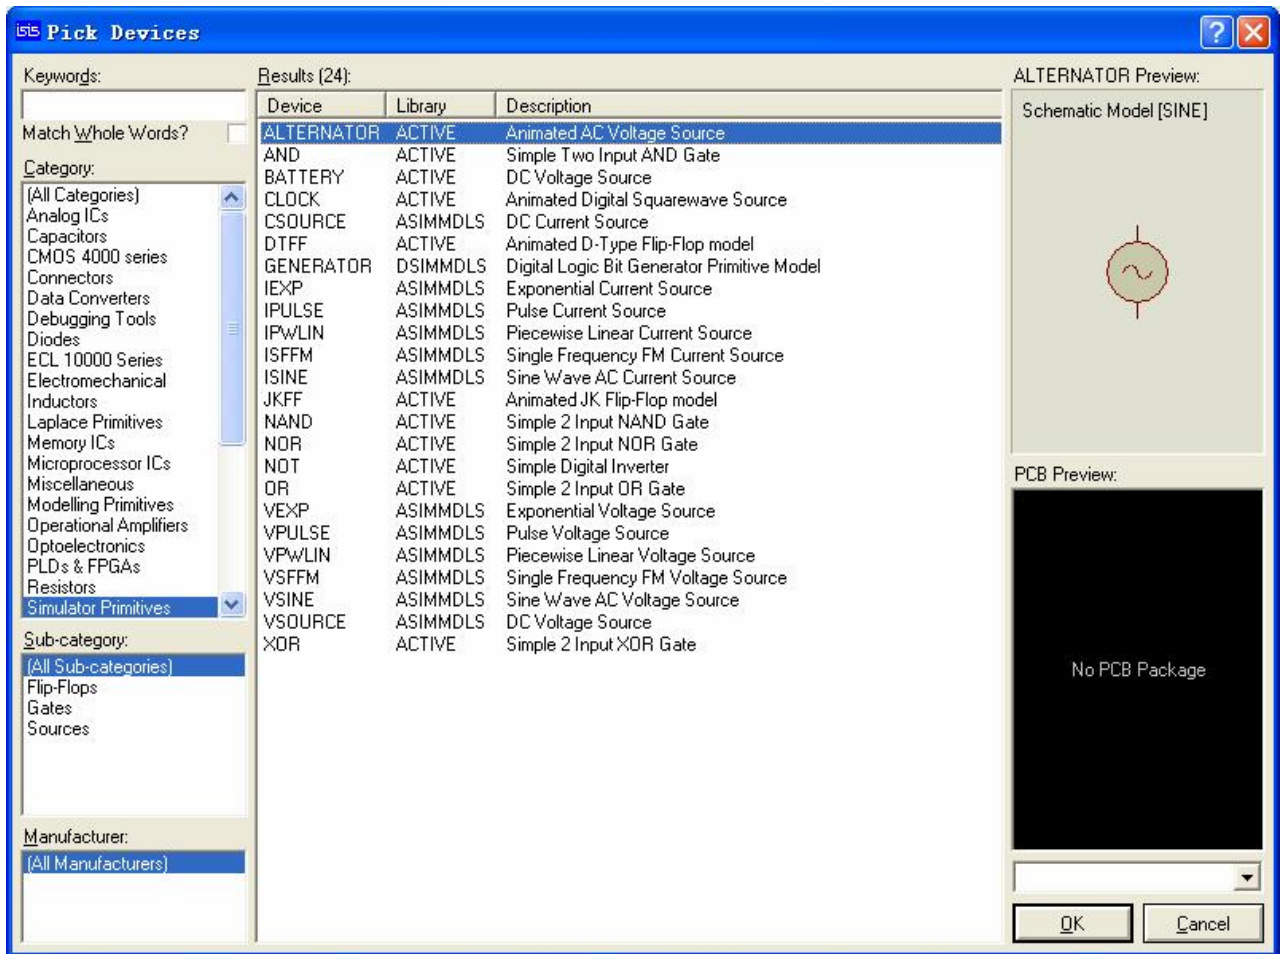 isis Pick Devices
Keywords:
Match Whole Words?
Category:
(All Categories)
Analog ICs
Capacitors
CMOS 4000 series
Connectors
Data Converters
Debugging Tools
Diodes
ECL 10000 Series
Electromechanical
Inductors
Laplace Primitives
Memory ICs
Microprocessor ICs
Miscellaneous
Modelling Primitives
Operational Amplifiers
Optoelectronics
PLDs & FPGAs
Resistors
Simulator Primitives
Sub-category:
(All Sub-categories)
Flip-Flops
Gates
Sources
Manufacturer:
(All Manufacturers)
Results (24):
Device Library Description
ALTERNATOR ACTIVE Animated AC Voltage Source
AND ACTIVE Simple Two Input AND Gate
BATTERY ACTIVE DC Voltage Source
CLOCK ACTIVE Animated Digital Squarewave Source
CSOURCE ASIMMDLS DC Current Source
DTFF ACTIVE Animated D-Type Flip-Flop model
GENERATOR DSIMMDLS Digital Logic Bit Generator Primitive Model
IEXP ASIMMDLS Exponential Current Source
IPULSE ASIMMDLS Pulse Current Source
IPWLIN ASIMMDLS Piecewise Linear Current Source
ISFFM ASIMMDLS Single Frequency FM Current Source
ISINE ASIMMDLS Sine Wave AC Current Source
JKFF ACTIVE Animated JK Flip-Flop model
NAND ACTIVE Simple 2 Input NAND Gate
NOR ACTIVE Simple 2 Input NOR Gate
NOT ACTIVE Simple Digital Inverter
OR ACTIVE Simple 2 Input OR Gate
VEXP ASIMMDLS Exponential Voltage Source
VPULSE ASIMMDLS Pulse Voltage Source
VPWLIN ASIMMDLS Piecewise Linear Voltage Source
VSFFM ASIMMDLS Single Frequency FM Voltage Source
VSINE ASIMMDLS Sine Wave AC Voltage Source
VSOURCE ASIMMDLS DC Voltage Source
XOR ACTIVE Simple 2 Input XOR Gate
ALTERNATOR Preview:
Schematic Model [SINE]
PCB Preview:
No PCB Package
OK Cancel